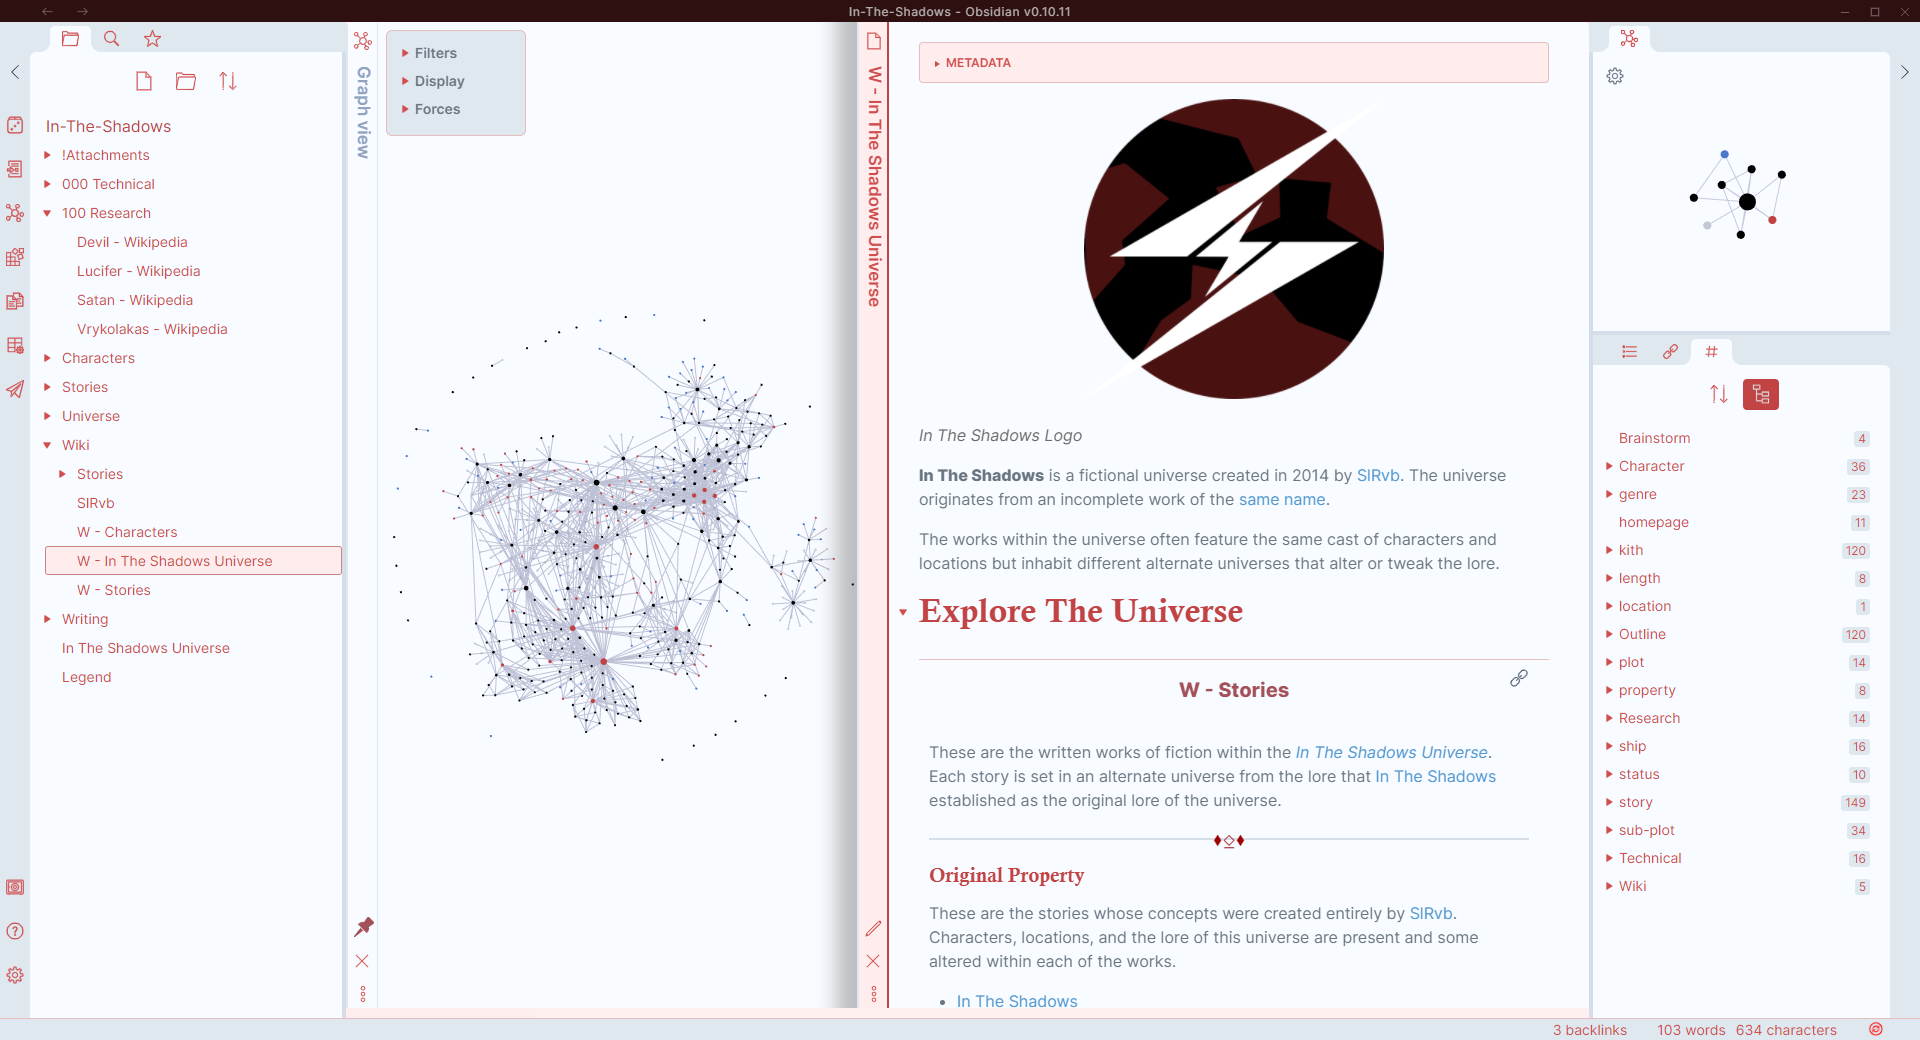 In-The-Shadows - Obsidian v0.10.11
In-The-Shadows
!Attachments
000 Technical
100 Research
Devil - Wikipedia
Lucifer - Wikipedia
Satan - Wikipedia
Vrykolakas - Wikipedia
Characters
Stories
Universe
Wiki
Stories
SIRvb
W - Characters
W - In The Shadows Universe
W - Stories
Writing
In The Shadows Universe
Legend
Graph view
Filters
Display
Forces
W - In The Shadows Universe
METADATA
In The Shadows Logo
In The Shadows is a fictional universe created in 2014 by SIRvb. The universe
originates from an incomplete work of the same name.
The works within the universe often feature the same cast of characters and
locations but inhabit different alternate universes that alter or tweak the lore.
Explore The Universe
W - Stories
These are the written works of fiction within the In The Shadows Universe.
Each story is set in an alternate universe from the lore that In The Shadows
established as the original lore of the universe.
Original Property
These are the stories whose concepts were created entirely by SIRvb.
Characters, locations, and the lore of this universe are present and some
altered within each of the works.
• In The Shadows
Brainstorm 4
Character 36
genre 23
homepage 11
kith 120
length 8
location 1
Outline 120
plot 14
property 8
Research 14
ship 16
status 10
story 149
sub-plot 34
Technical 16
Wiki 5
3 backlinks 103 words 634 characters